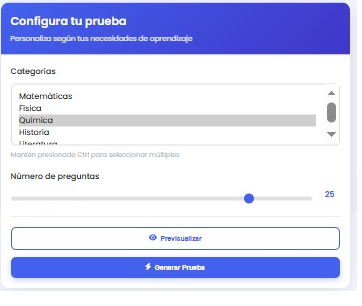 Configura tu prueba
Personaliza según tus necesidades de aprendizaje
Categorías
Matemáticas
Física
Química
Historia
Literatura
Mantén presionado Ctrl para seleccionar múltiples
Número de preguntas
25
Previsualizar
Generar Prueba